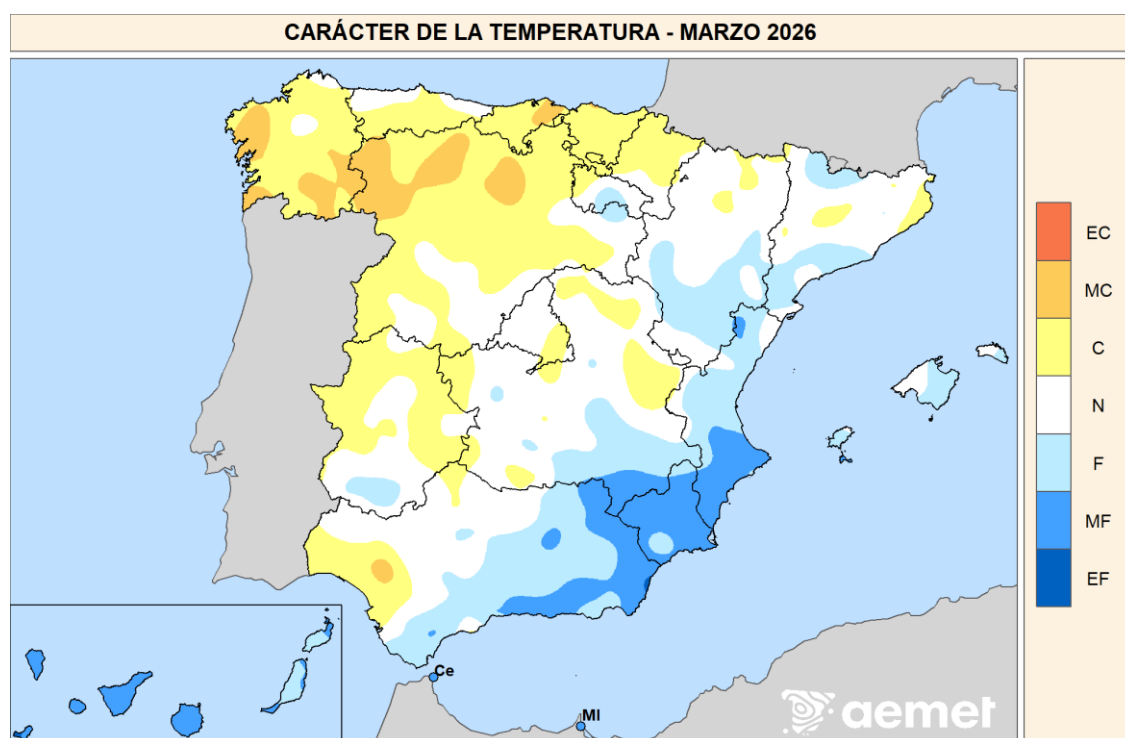 CARÁCTER DE LA TEMPERATURA - MARZO 2026
EC
MC
C
N
F
MF
EF
Ce
Ml
aemet